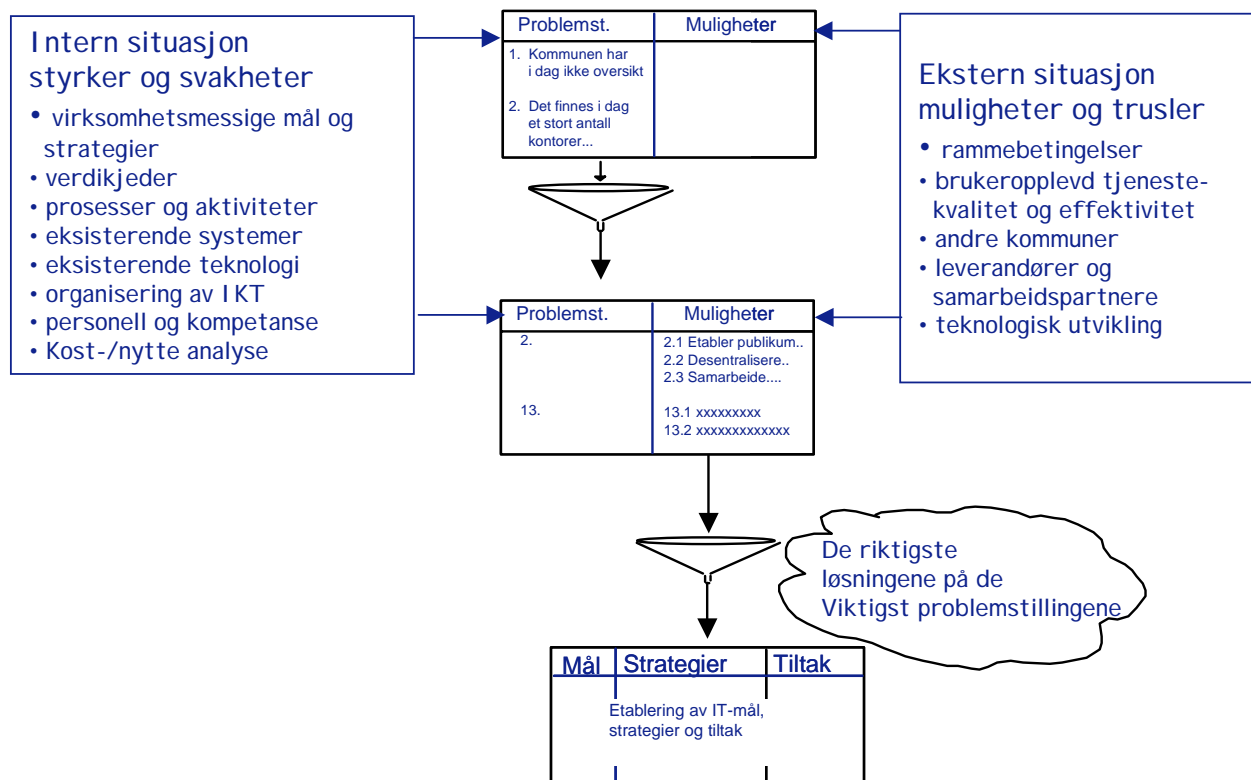 Intern situasjon
styrker og svakheter
• virksomhetsmessige mål og
strategier
• verdikjeder
• prosesser og aktiviteter
• eksisterende systemer
• eksisterende teknologi
• organisering av IKT
• personell og kompetanse
• Kost-/nytte analyse
Problemst. Muligheter
1. Kommunen har
i dag ikke oversikt
2. Det finnes i dag
et stort antall
kontorer...
Ekstern situasjon
muligheter og trusler
• rammebetingelser
• brukeropplevd tjeneste-
kvalitet og effektivitet
• andre kommuner
• leverandører og
samarbeidspartnere
• teknologisk utvikling
Problemst. Muligheter
2. 2.1 Etabler publikum..
2.2 Desentralisere..
2.3 Samarbeide....
13. 13.1 xxxxxxxxx
13.2 xxxxxxxxxxxxx
De riktigste
løsningene på de
Viktigst problemstillingene
Mål Strategier Tiltak
Etablering av IT-mål,
strategier og tiltak